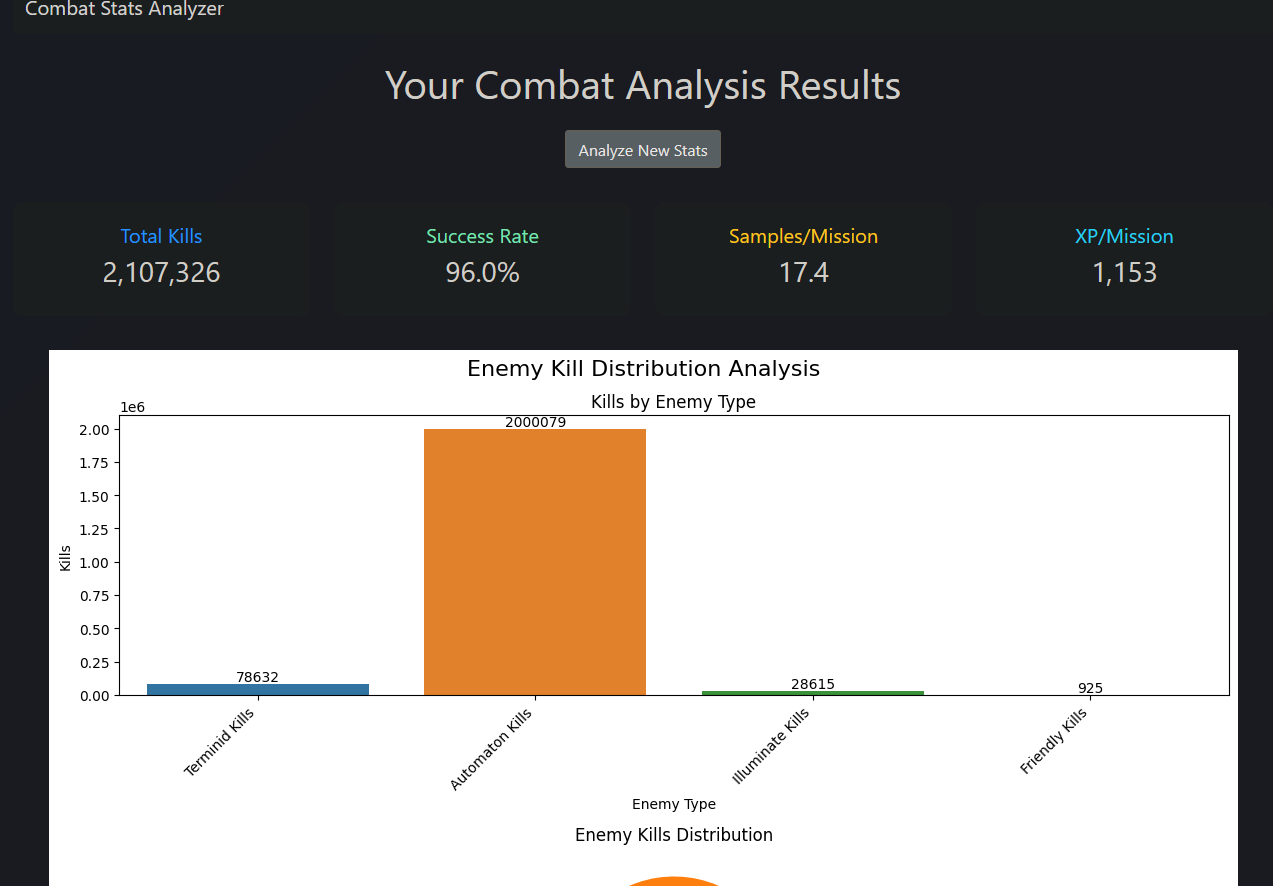 Combat Stats Analyzer
Your Combat Analysis Results
Analyze New Stats
Total Kills
2,107,326
Success Rate
96.0%
Samples/Mission
17.4
XP/Mission
1,153
Enemy Kill Distribution Analysis
Kills by Enemy Type
1e6
2.00
1.75
1.50
1.25
1.00
0.75
0.50
0.25
0.00
Kills
78632
2000079
28615
925
Terminid Kills
Automaton Kills
Illuminate Kills
Friendly Kills
Enemy Type
Enemy Kills Distribution